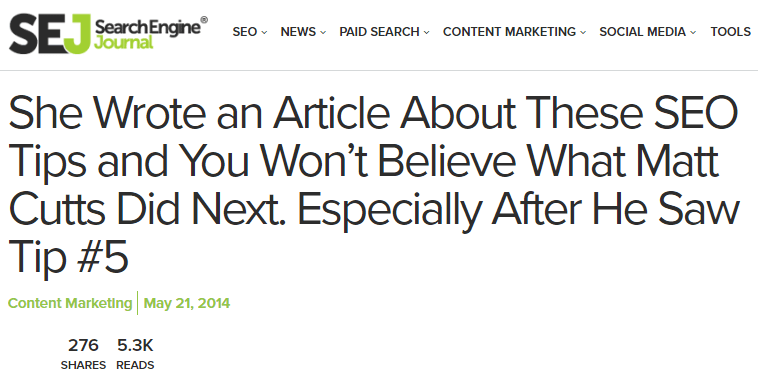 SEJ Search Engine Journal®
SEO NEWS PAID SEARCH CONTENT MARKETING SOCIAL MEDIA TOOLS
She Wrote an Article About These SEO
Tips and You Won’t Believe What Matt
Cutts Did Next. Especially After He Saw
Tip #5
Content Marketing | May 21, 2014
276 5.3K
SHARES READS